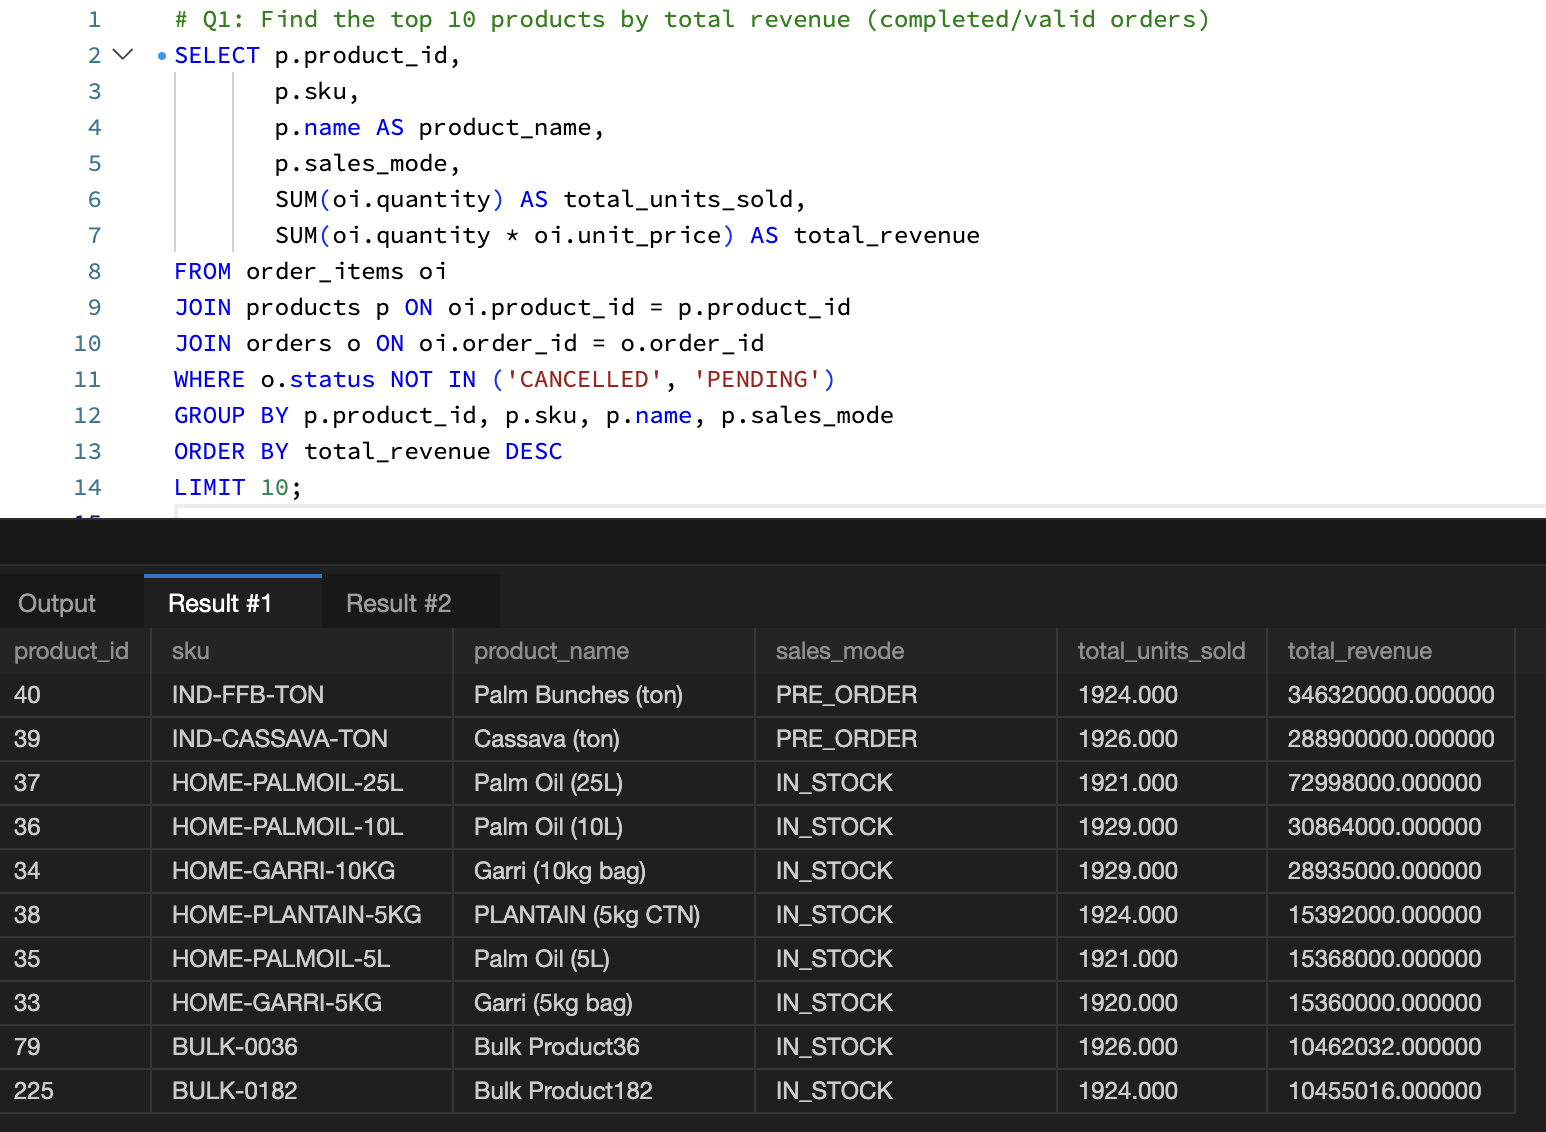 1 # Q1: Find the top 10 products by total revenue (completed/valid orders)
2 SELECT p.product_id,
3 p.sku,
4 p.name AS product_name,
5 p.sales_mode,
6 SUM(oi.quantity) AS total_units_sold,
7 SUM(oi.quantity * oi.unit_price) AS total_revenue
8 FROM order_items oi
9 JOIN products p ON oi.product_id = p.product_id
10 JOIN orders o ON oi.order_id = o.order_id
11 WHERE o.status NOT IN ('CANCELLED', 'PENDING')
12 GROUP BY p.product_id, p.sku, p.name, p.sales_mode
13 ORDER BY total_revenue DESC
14 LIMIT 10;
Output Result #1 Result #2
product_id sku product_name sales_mode total_units_sold total_revenue
40 IND-FFB-TON Palm Bunches (ton) PRE_ORDER 1924.000 346320000.000000
39 IND-CASSAVA-TON Cassava (ton) PRE_ORDER 1926.000 288900000.000000
37 HOME-PALMOIL-25L Palm Oil (25L) IN_STOCK 1921.000 72998000.000000
36 HOME-PALMOIL-10L Palm Oil (10L) IN_STOCK 1929.000 30864000.000000
34 HOME-GARRI-10KG Garri (10kg bag) IN_STOCK 1929.000 28935000.000000
38 HOME-PLANTAIN-5KG PLANTAIN (5kg CTN) IN_STOCK 1924.000 15392000.000000
35 HOME-PALMOIL-5L Palm Oil (5L) IN_STOCK 1921.000 15368000.000000
33 HOME-GARRI-5KG Garri (5kg bag) IN_STOCK 1920.000 15360000.000000
79 BULK-0036 Bulk Product36 IN_STOCK 1926.000 10462032.000000
225 BULK-0182 Bulk Product182 IN_STOCK 1924.000 10455016.000000